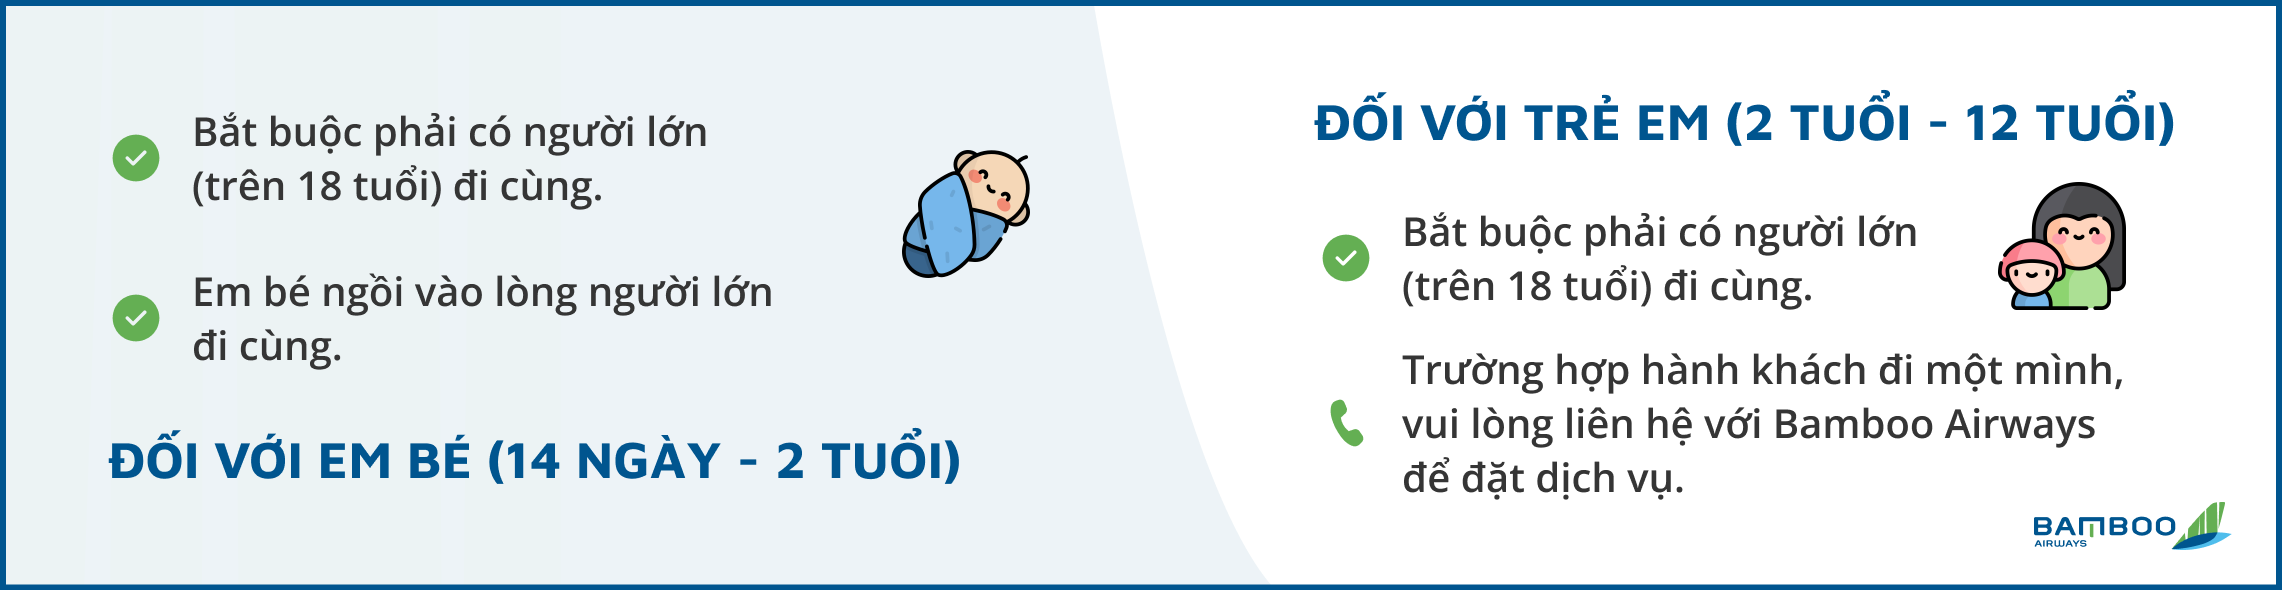 Bắt buộc phải có người lớn
(trên 18 tuổi) đi cùng.
Em bé ngồi vào lòng người lớn
đi cùng.
ĐỐI VỚI EM BÉ (14 NGÀY - 2 TUỔI)
ĐỐI VỚI TRẺ EM (2 TUỔI - 12 TUỔI)
Bắt buộc phải có người lớn
(trên 18 tuổi) đi cùng.
Trường hợp hành khách đi một mình,
vui lòng liên hệ với Bamboo Airways
để đặt dịch vụ.
BAMBOO
AIRWAYS